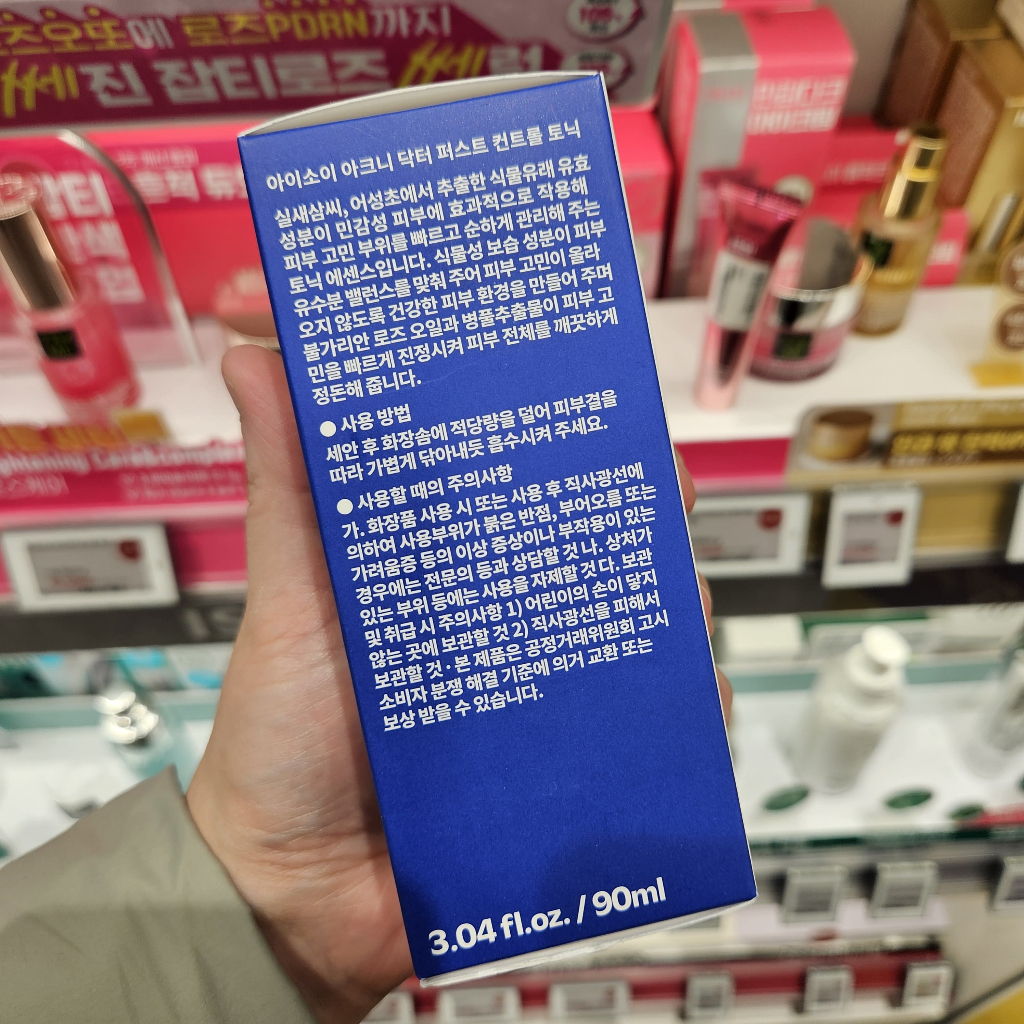 로즈PDRN까지
쎄진 잡티로즈 쎄럼
아이소이 아크니 닥터 퍼스트 컨트롤 토닉
실새삼씨, 어성초에서 추출한 식물유래 유효
성분이 민감성 피부에 효과적으로 작용해
피부 고민 부위를 빠르고 순하게 관리해 주는
토닉 에센스입니다. 식물성 보습 성분이 피부
유수분 밸런스를 맞춰 주어 피부 고민이 올라
오지 않도록 건강한 피부 환경을 만들어 주며
불가리안 로즈 오일과 병풀추출물이 피부 고
민을 빠르게 진정시켜 피부 전체를 깨끗하게
정돈해 줍니다.
● 사용 방법
세안 후 화장솜에 적당량을 덜어 피부결을
따라 가볍게 닦아내듯 흡수시켜 주세요.
● 사용할 때의 주의사항
가. 화장품 사용 시 또는 사용 후 직사광선에
의하여 사용부위가 붉은 반점, 부어오름 또는
가려움증 등의 이상 증상이나 부작용이 있는
경우에는 전문의 등과 상담할 것 나. 상처가
있는 부위 등에는 사용을 자제할 것 다. 보관
및 취급 시 주의사항 1) 어린이의 손이 닿지
않는 곳에 보관할 것 2) 직사광선을 피해서
보관할 것 · 본 제품은 공정거래위원회 고시
소비자 분쟁 해결 기준에 의거 교환 또는
보상 받을 수 있습니다.
3.04 fl.oz. / 90ml